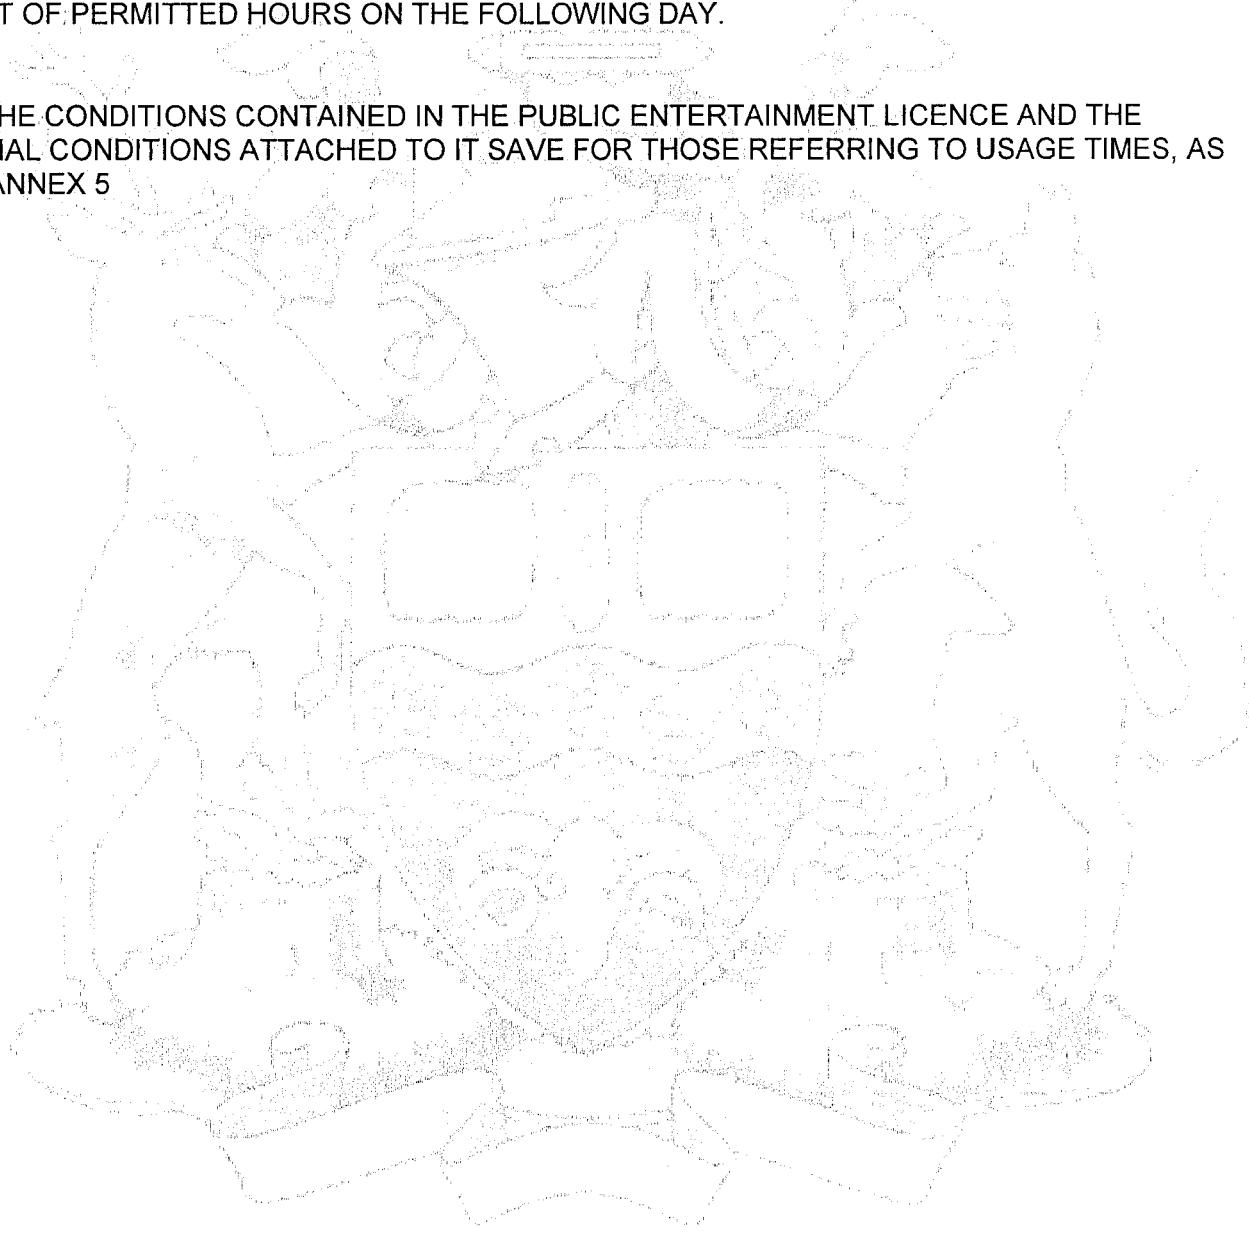 T OF PERMITTED HOURS ON THE FOLLOWING DAY.
HE CONDITIONS CONTAINED IN THE PUBLIC ENTERTAINMENT LICENCE AND THE
IAL CONDITIONS ATTACHED TO IT SAVE FOR THOSE REFERRING TO USAGE TIMES, AS
ANNEX 5